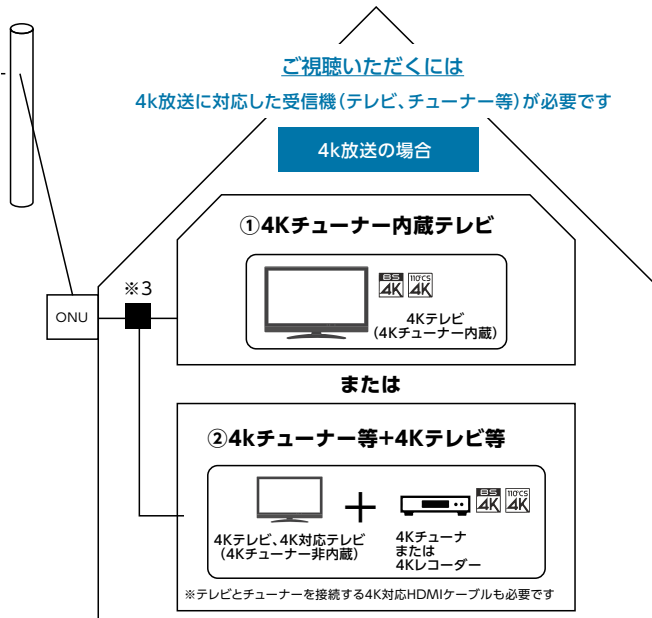 ご視聴いただくには
4k放送に対応した受信機(テレビ、チューナー等)が必要です
4k放送の場合
①4Kチューナー内蔵テレビ
BS 4K 110°CS 4K
4Kテレビ
(4Kチューナー内蔵)
※3
ONU
または
②4kチューナー等+4Kテレビ等
BS 4K 110°CS 4K
4Kテレビ、4K対応テレビ
(4Kチューナー非内蔵)
4Kチューナ
または
4Kレコーダー
※テレビとチューナーを接続する4K対応HDMIケーブルも必要です